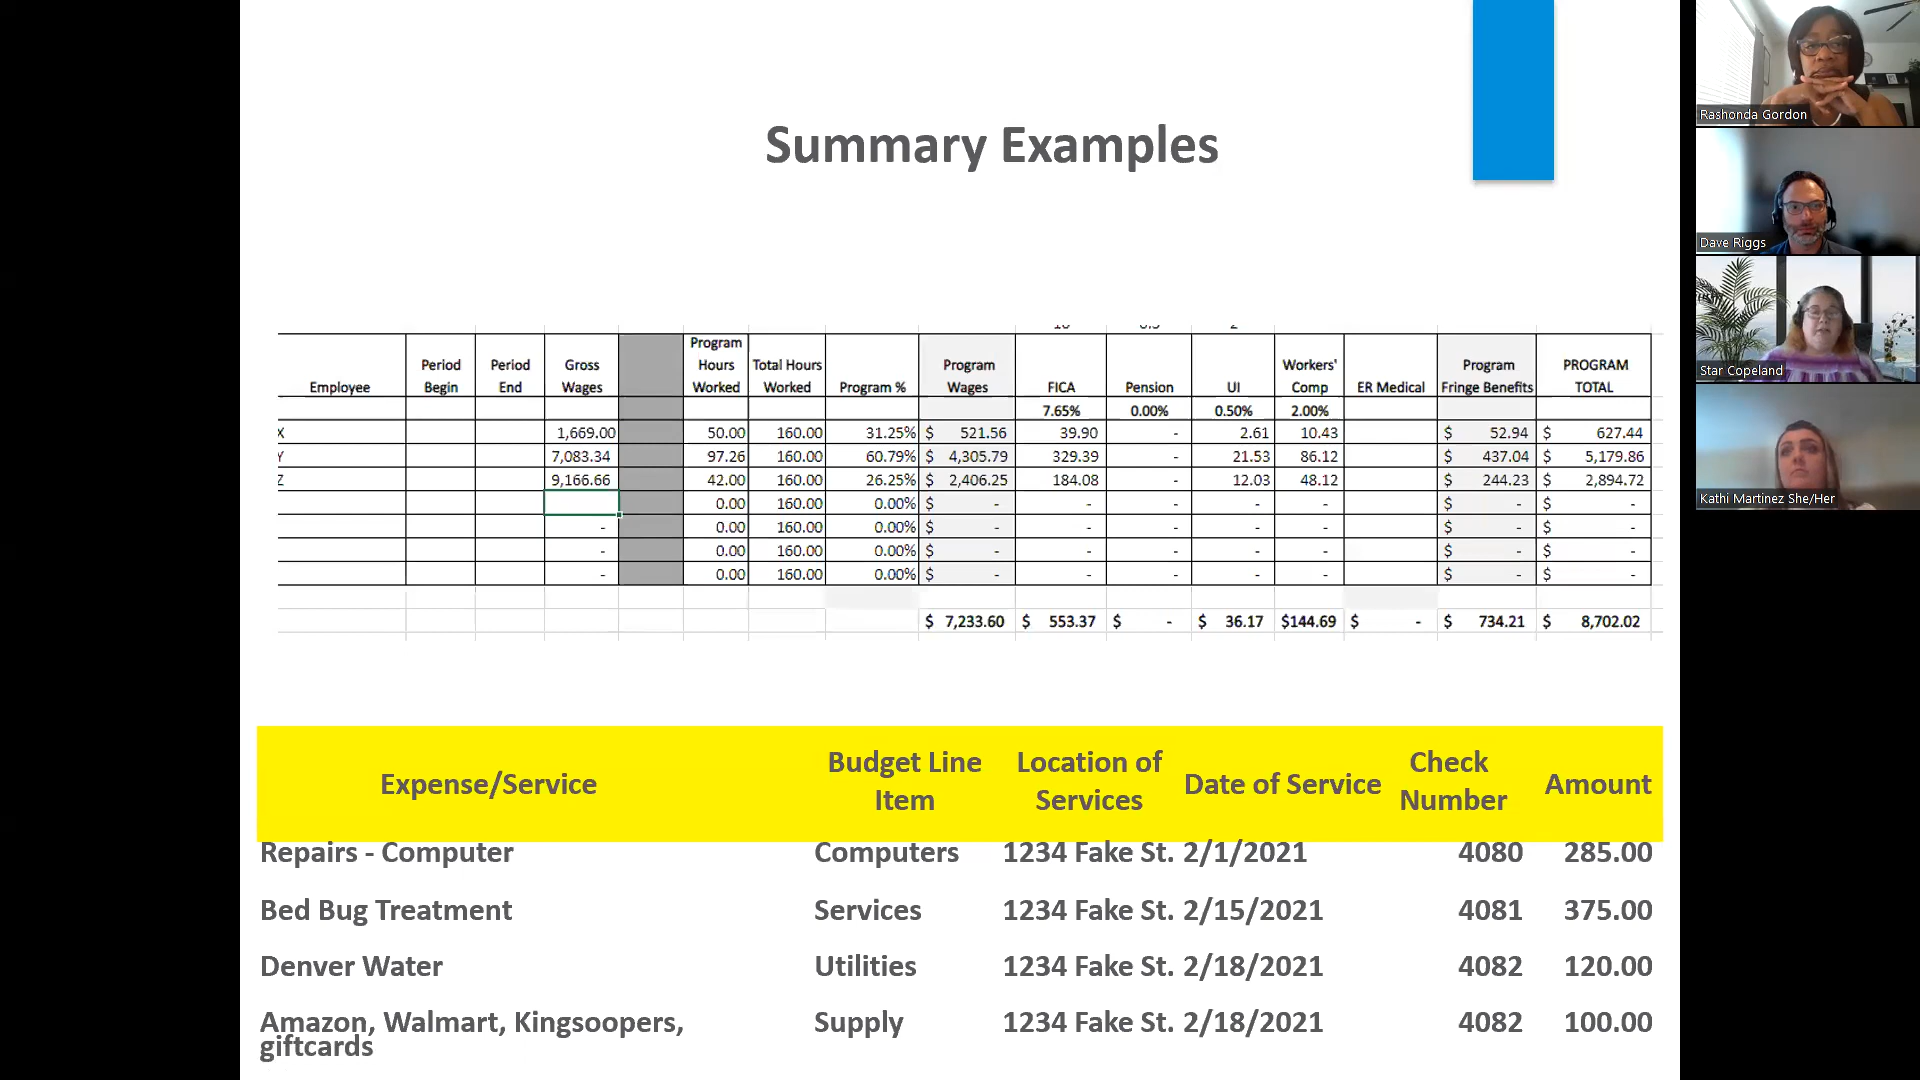 Summary Examples
Program
Period Period Gross Hours Total Hours Program Workers' Program PROGRAM
Employee Begin End Wages Worked Worked Program % Wages FICA Pension UI Comp ER Medical Fringe Benefits TOTAL
7.65% 0.00% 0.50% 2.00%
X 1,669.00 50.00 160.00 31.25% $ 521.56 39.90 - 2.61 10.43 $ 52.94 $ 627.44
Y 7,083.34 97.26 160.00 60.79% $ 4,305.79 329.39 - 21.53 86.12 $ 437.04 $ 5,179.86
Z 9,166.66 42.00 160.00 26.25% $ 2,406.25 184.08 - 12.03 48.12 $ 244.23 $ 2,894.72
0.00 160.00 0.00% $ - - - - - $ - $ -
- 0.00 160.00 0.00% $ - - - - - $ - $ -
- 0.00 160.00 0.00% $ - - - - - $ - $ -
- 0.00 160.00 0.00% $ - - - - - $ - $ -
$ 7,233.60 $ 553.37 $ - $ 36.17 $144.69 $ - $ 734.21 $ 8,702.02
Budget Line Location of Check
Expense/Service Date of Service Amount
Item Services Number
Repairs - Computer Computers 1234 Fake St. 2/1/2021 4080 285.00
Bed Bug Treatment Services 1234 Fake St. 2/15/2021 4081 375.00
Denver Water Utilities 1234 Fake St. 2/18/2021 4082 120.00
Amazon, Walmart, Kingsoopers, Supply 1234 Fake St. 2/18/2021 4082 100.00
giftcards
Rashonda Gordon
Dave Riggs
Star Copeland
Kathi Martinez She/Her